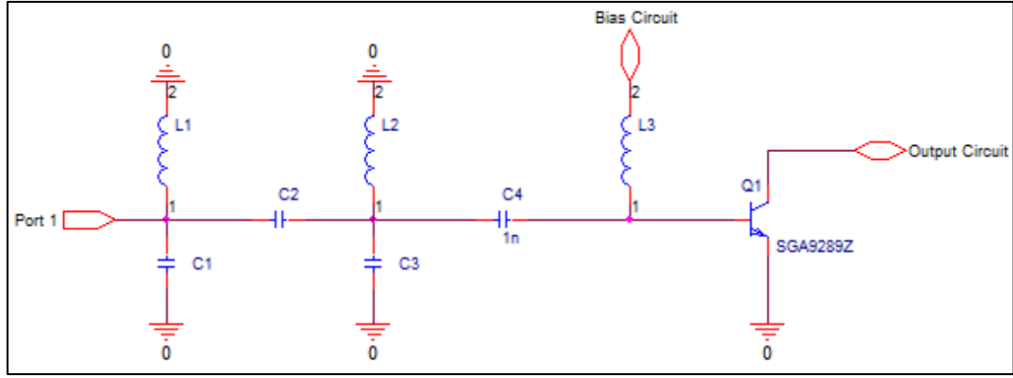 Bias Circuit
0
0
2
2
2
L1
L2
L3
Output Circuit
Q1
C2
C4
1
1
1
Port 1
1n
SGA9289Z
C1
C3
0
0
0